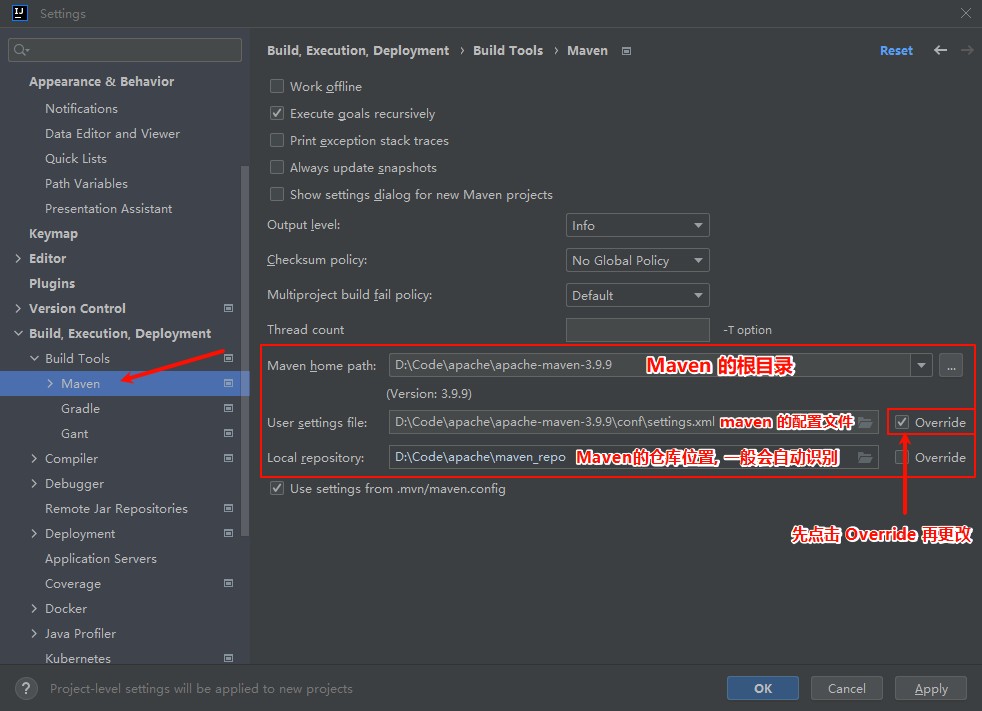 Settings
Build, Execution, Deployment › Build Tools › Maven
Reset
Appearance & Behavior
Notifications
Data Editor and Viewer
Quick Lists
Path Variables
Presentation Assistant
Keymap
Editor
Plugins
Version Control
Build, Execution, Deployment
Build Tools
Maven
Gradle
Gant
Compiler
Debugger
Remote Jar Repositories
Deployment
Application Servers
Coverage
Docker
Java Profiler
Kubernetes
Work offline
Execute goals recursively
Print exception stack traces
Always update snapshots
Show settings dialog for new Maven projects
Output level: Info
Checksum policy: No Global Policy
Multiproject build fail policy: Default
Thread count -T option
Maven home path: D:\Code\apache\apache-maven-3.9.9 Maven 的根目录 ...
(Version: 3.9.9)
User settings file: D:\Code\apache\apache-maven-3.9.9\conf\settings.xml maven 的配置文件 Override
Local repository: D:\Code\apache\maven_repo Maven的仓库位置, 一般会自动识别 Override
Use settings from .mvn/maven.config
先点击 Override 再更改
? Project-level settings will be applied to new projects
OK Cancel Apply